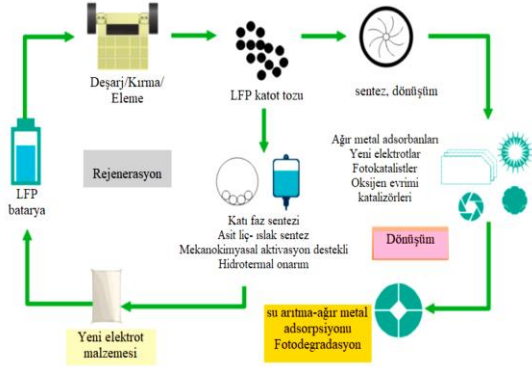 Deşarj/Kırma/
Eleme
LFP katot tozu
sentez, dönüşüm
LFP
batarya
Rejenerasyon
Katı faz sentezi
Asit liç- ıslak sentez
Mekanokimyasal aktivasyon destekli
Hidrotermal onarım
Ağır metal adsorbanları
Yeni elektrotlar
Fotokatalistler
Oksijen evrimi
katalizörleri
Dönüşüm
Yeni elektrot
malzemesi
su arıtma-ağır metal
adsorpsiyonu
Fotodegradasyon